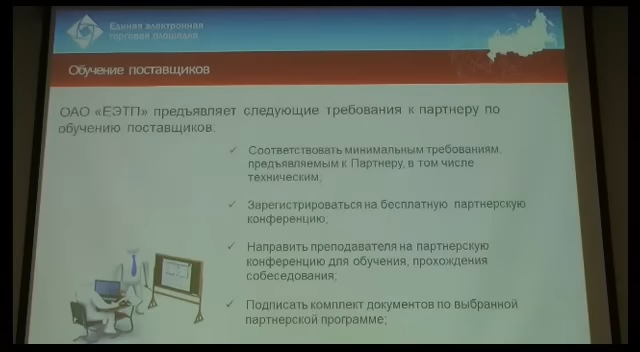 Единая электронная
торговая площадка
Обучение поставщиков
ОАО «ЕЭТП» предъявляет следующие требования к партнеру по
обучению поставщиков:
✓ Соответствовать минимальным требованиям,
предъявляемым к Партнеру, в том числе
техническим;
✓ Зарегистрироваться на бесплатную партнерскую
конференцию;
✓ Направить преподавателя на партнерскую
конференцию для обучения, прохождения
собеседования;
✓ Подписать комплект документов по выбранной
партнерской программе;